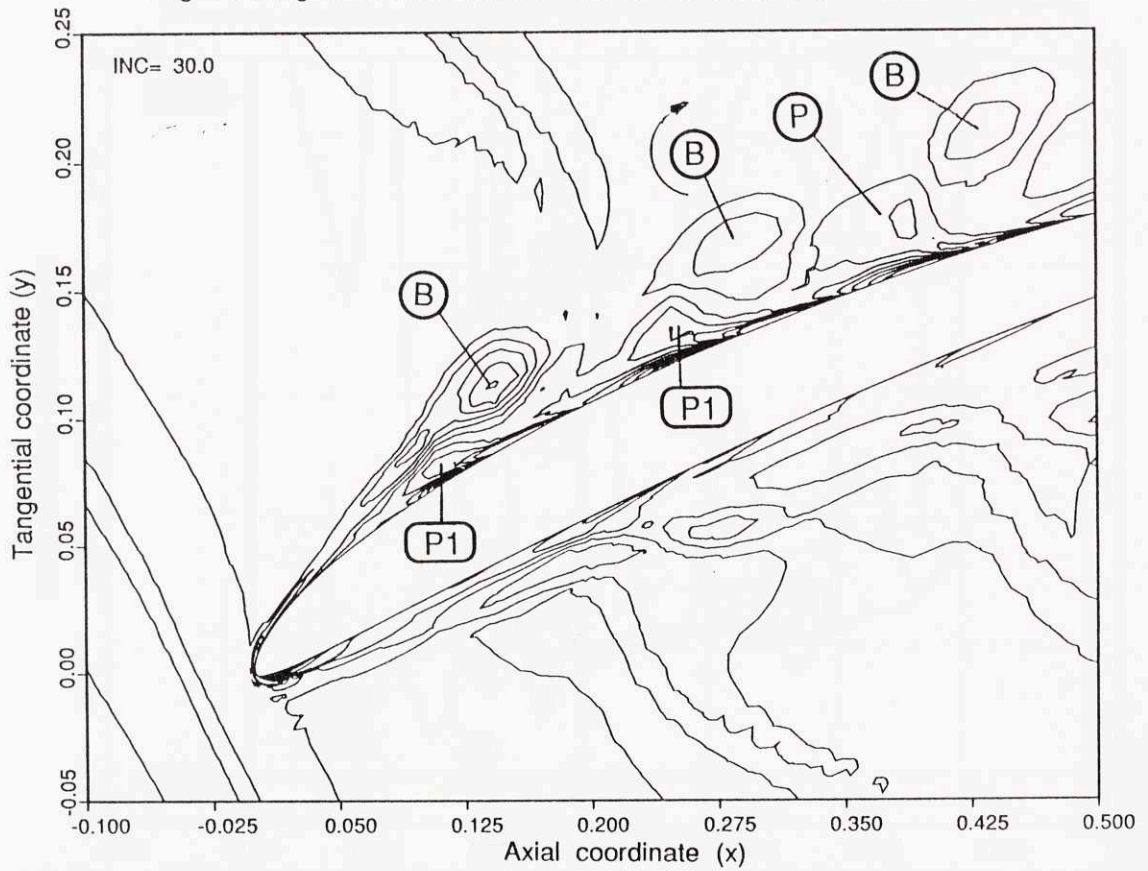 0.25
INC= 30.0
B
P
B
0.20
B
0.15
P1
0.10
P1
0.05
0.00
-0.05
Tangential coordinate (y)
-0.100 -0.025 0.050 0.125 0.200 0.275 0.350 0.425 0.500
Axial coordinate (x)